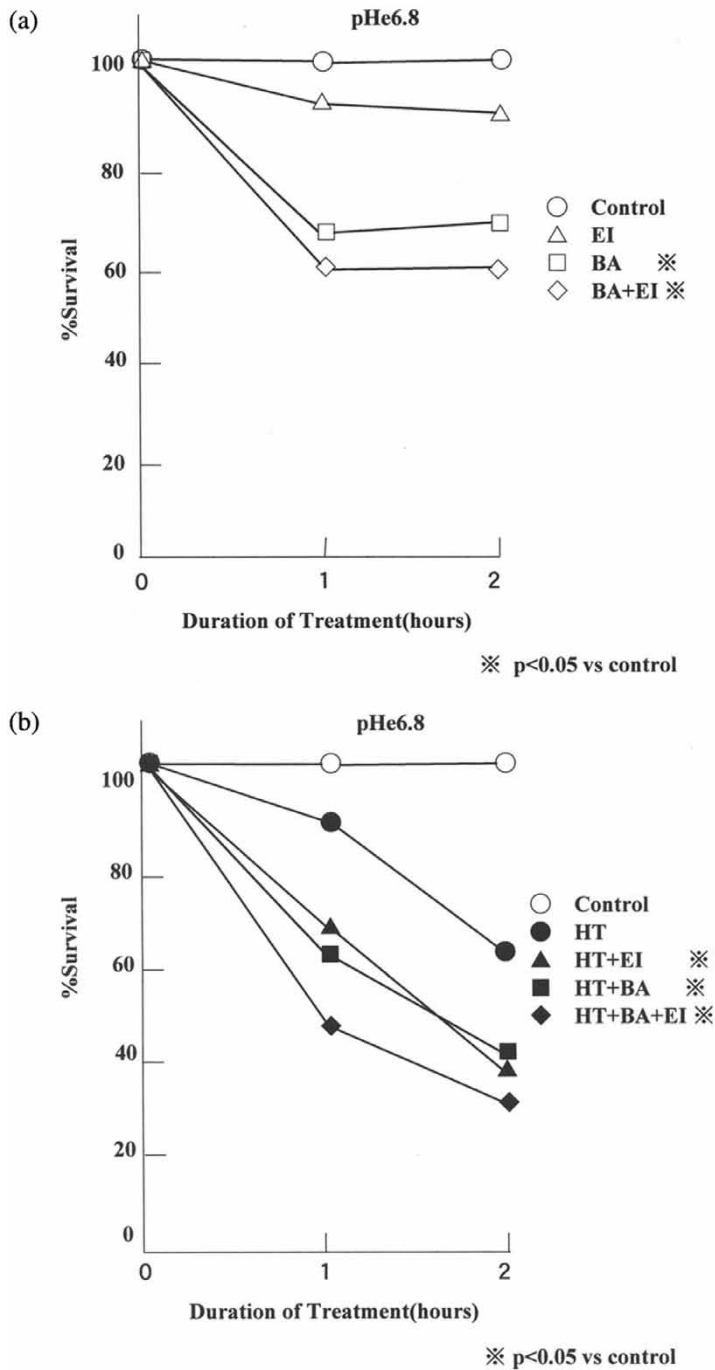 (a)
pHe6.8
100
80
60
40
20
0
%Survival
0 1 2
Duration of Treatment(hours)
Control
EI
BA ※
BA+EI ※
※ p<0.05 vs control
(b)
pHe6.8
100
80
60
40
20
0
%Survival
0 1 2
Duration of Treatment(hours)
Control
HT
HT+EI ※
HT+BA ※
HT+BA+EI ※
※ p<0.05 vs control